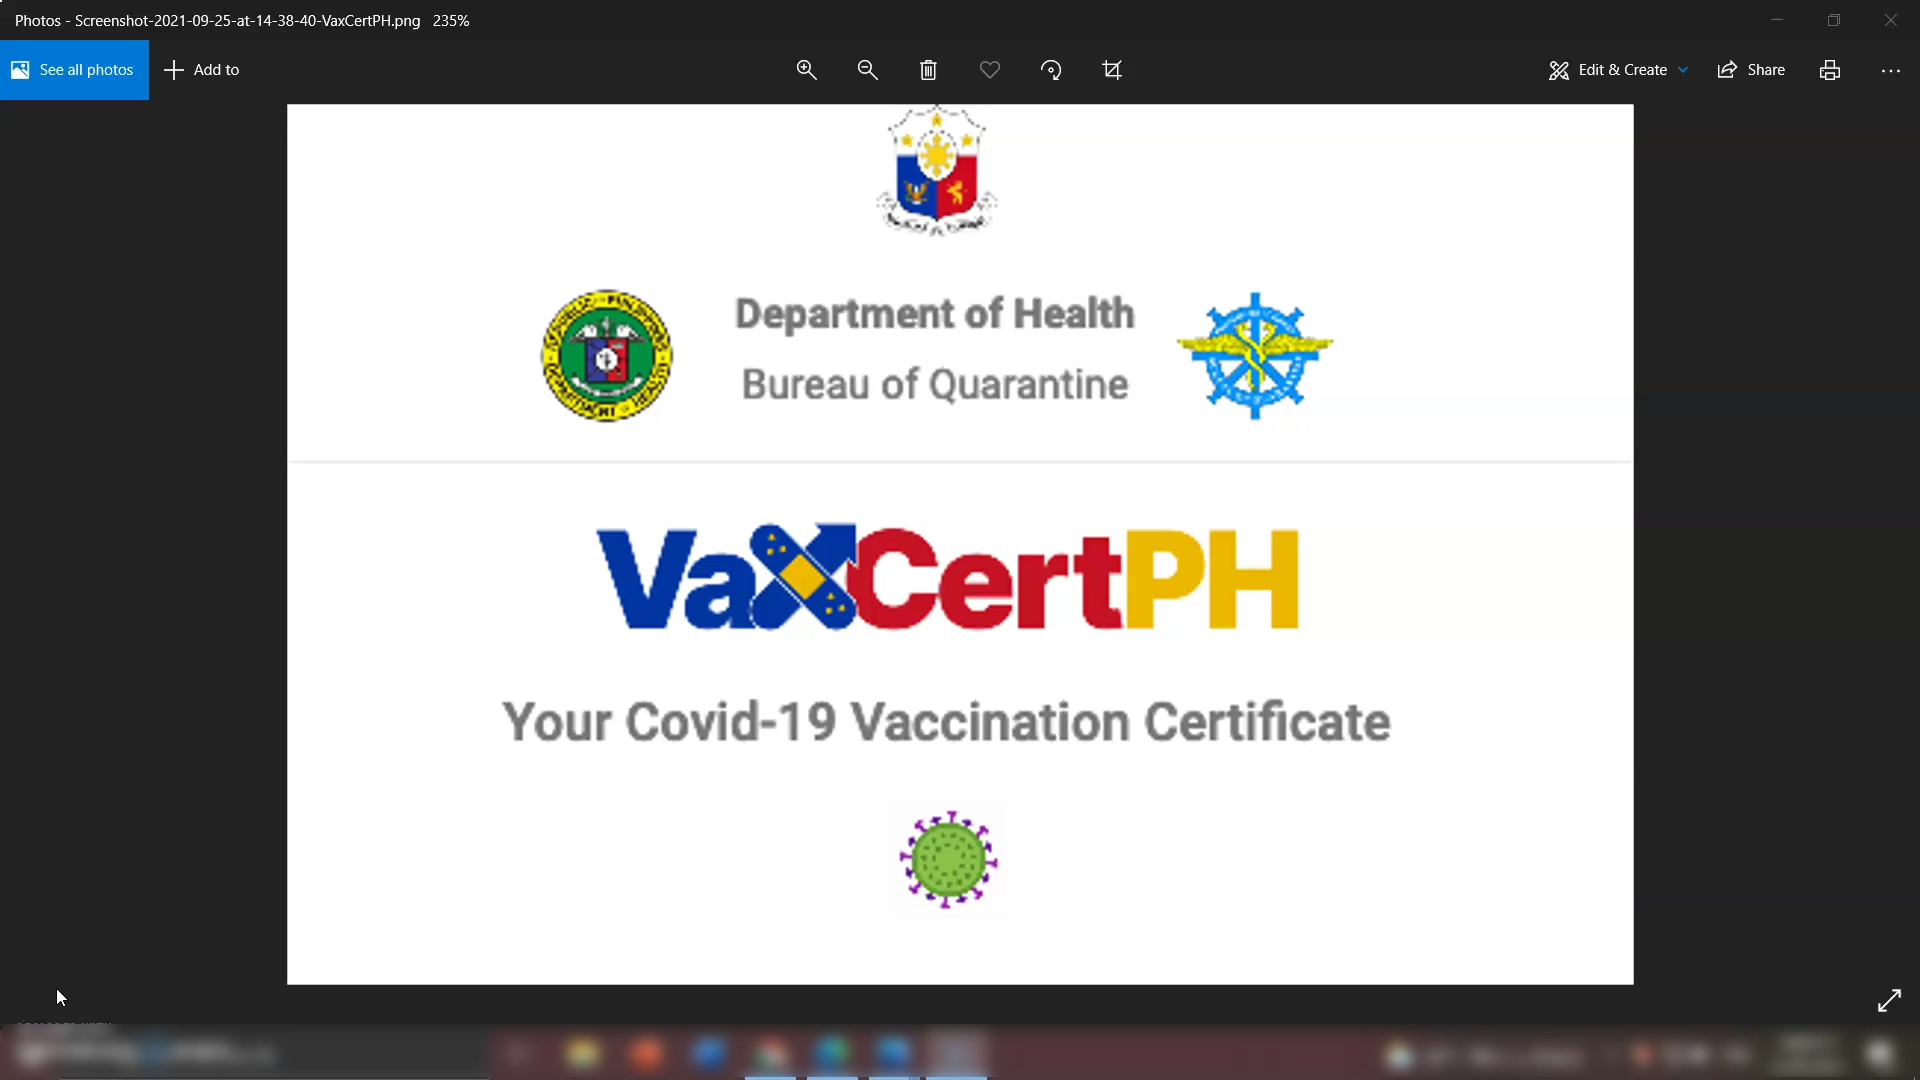 Photos - Screenshot-2021-09-25-at-14-38-40-VaxCertPH.png 235%
See all photos
Add to
Edit & Create
Share
Department of Health
Bureau of Quarantine
VaxCertPH
Your Covid-19 Vaccination Certificate